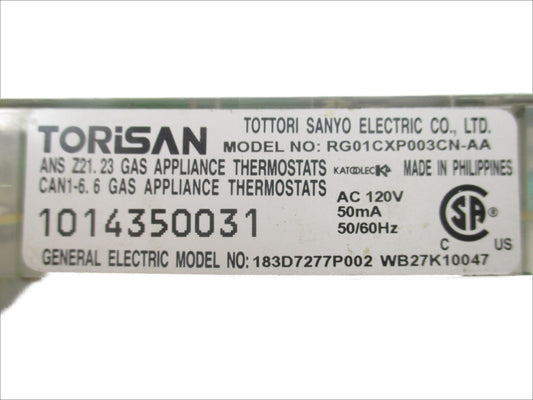 TORiSAN
TOTTORI SANYO ELECTRIC CO., LTD.
MODEL NO: RG01CXP003CN-AA
ANS Z21. 23 GAS APPLIANCE THERMOSTATS
KATOOLEC K
MADE IN PHILIPPINES
CAN1-6. 6 GAS APPLIANCE THERMOSTATS
1014350031
AC 120V
50mA
50/60Hz
SA ®
C US
GENERAL ELECTRIC MODEL NO: 183D7277P002 WB27K10047